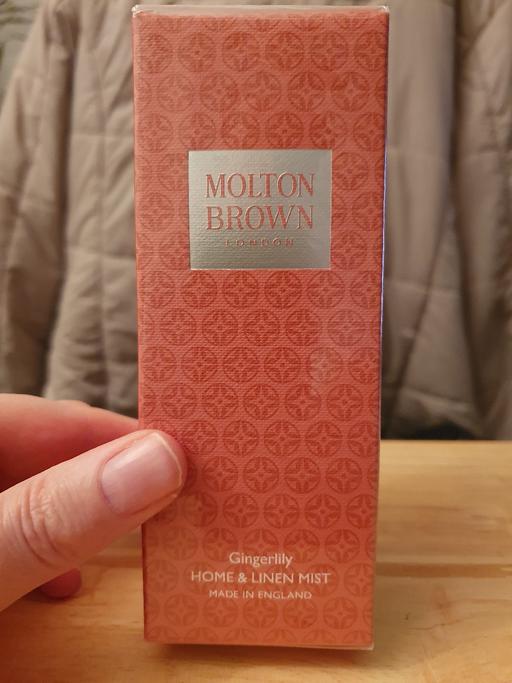 MOLTON
BROWN
LONDON
Gingerlily
HOME & LINEN MIST
MADE IN ENGLAND